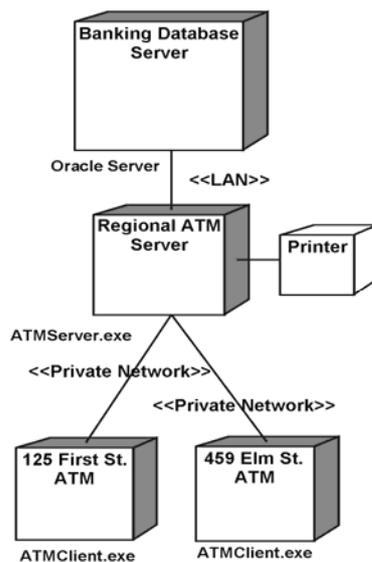 Banking Database
Server
Oracle Server
<<LAN>>
Regional ATM
Server
Printer
ATMServer.exe
<<Private Network>>
<<Private Network>>
125 First St.
ATM
459 Elm St.
ATM
ATMClient.exe
ATMClient.exe